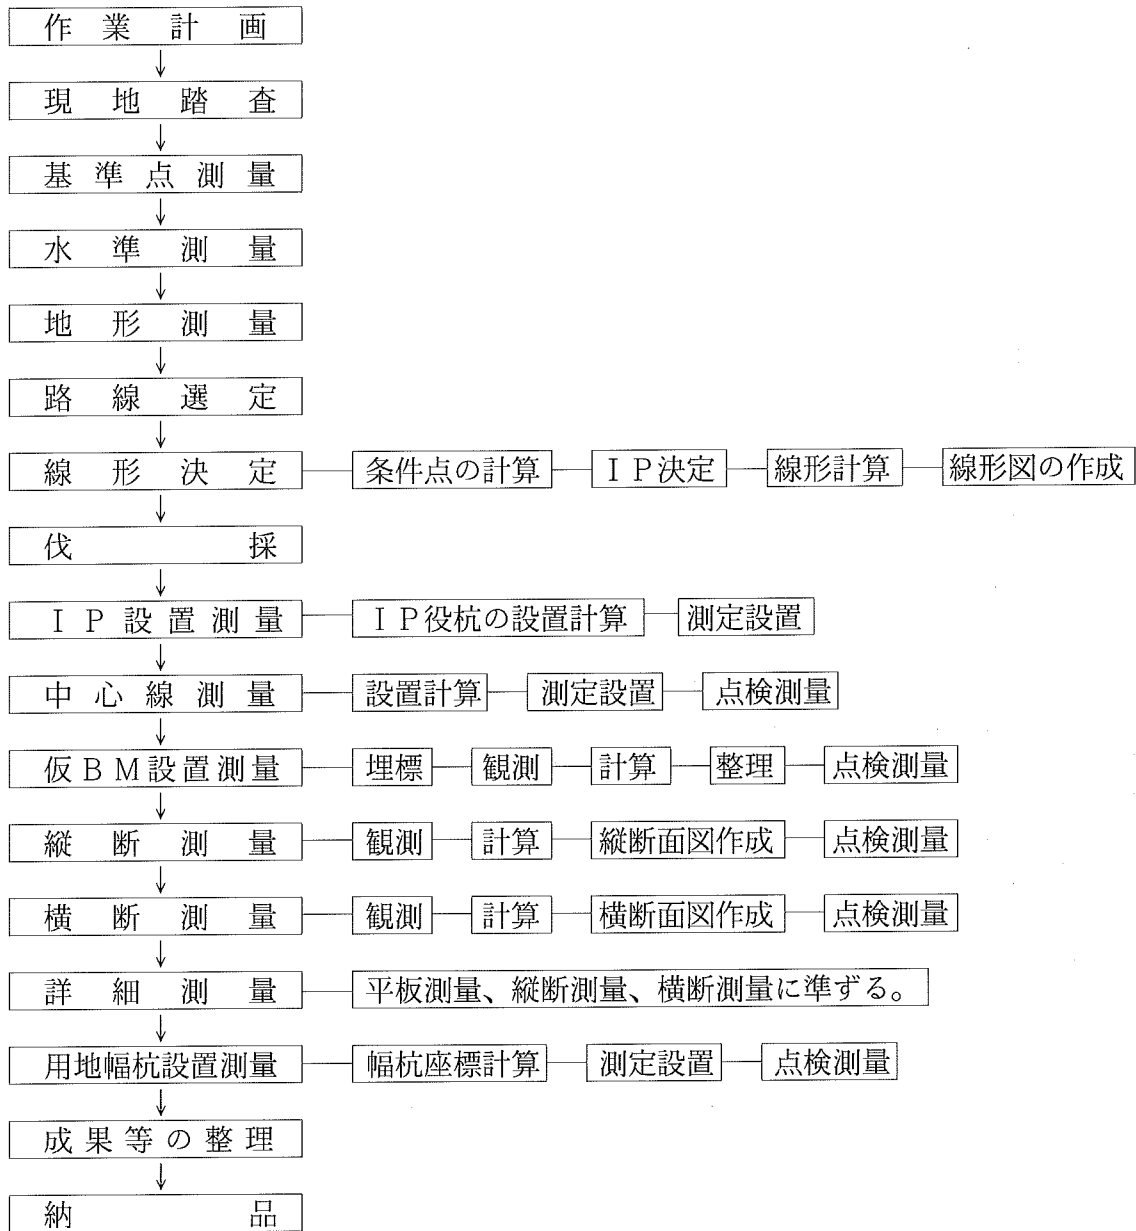 作業計画
現地踏査
基準点測量
水準測量
地形測量
路線選定
線形決定 条件点の計算 ＩＰ決定 線形計算 線形図の作成
伐採
ＩＰ設置測量 ＩＰ役杭の設置計算 測定設置
中心線測量 設置計算 測定設置 点検測量
仮ＢＭ設置測量 埋標 観測 計算 整理 点検測量
縦断測量 観測 計算 縦断面図作成 点検測量
横断測量 観測 計算 横断面図作成 点検測量
詳細測量 平板測量、縦断測量、横断測量に準ずる。
用地幅杭設置測量 幅杭座標計算 測定設置 点検測量
成果等の整理
納品